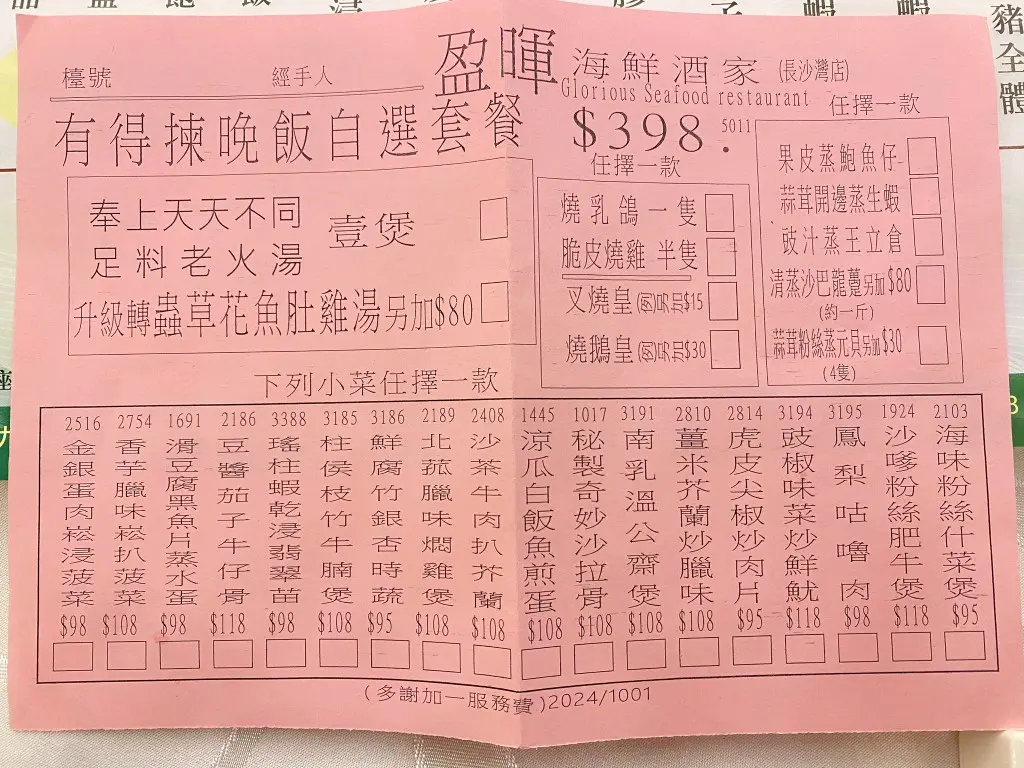 檯號 經手人
盈暉海鮮酒家(長沙灣店)
Glorious Seafood restaurant
有得揀晚飯自選套餐 $398. 5011
奉上天天不同
足料老火湯
壹煲
升級轉蟲草花魚肚雞湯另加$80
任擇一款
燒乳鴿一隻
脆皮燒雞 半隻
叉燒皇(例)另加$15
燒鵝皇(例)另加$30
任擇一款
果皮蒸鮑魚仔
蒜茸開邊蒸生蝦
豉汁蒸王立倉
清蒸沙巴龍躉另加$80
(約一斤)
蒜茸粉絲蒸元貝另加$30
(4隻)
下列小菜任擇一款
2516 金銀蛋肉崧浸菠菜 $98
2754 香芋臘味崧扒菠菜 $108
1691 滑豆腐黑魚片蒸水蛋 $98
2186 豆醬茄子牛仔骨 $118
3388 瑤柱蝦乾浸翡翠苗 $98
3185 柱侯枝竹牛腩煲 $108
3186 鮮腐竹銀杏時蔬 $95
2189 北菰臘味燜雞煲 $108
2408 沙茶牛肉扒芥蘭 $108
1445 涼瓜白飯魚煎蛋 $108
1017 秘製奇妙沙拉骨 $108
3191 南乳溫公齋煲 $108
2810 薑米芥蘭炒臘味 $108
2814 虎皮尖椒炒肉片 $95
3194 豉椒味菜炒鮮魷 $118
3195 鳳梨咕嚕肉 $98
1924 沙嗲粉絲肥牛煲 $118
2103 海味粉絲什菜煲 $95
(多謝加一服務費)2024/1001
豬全體